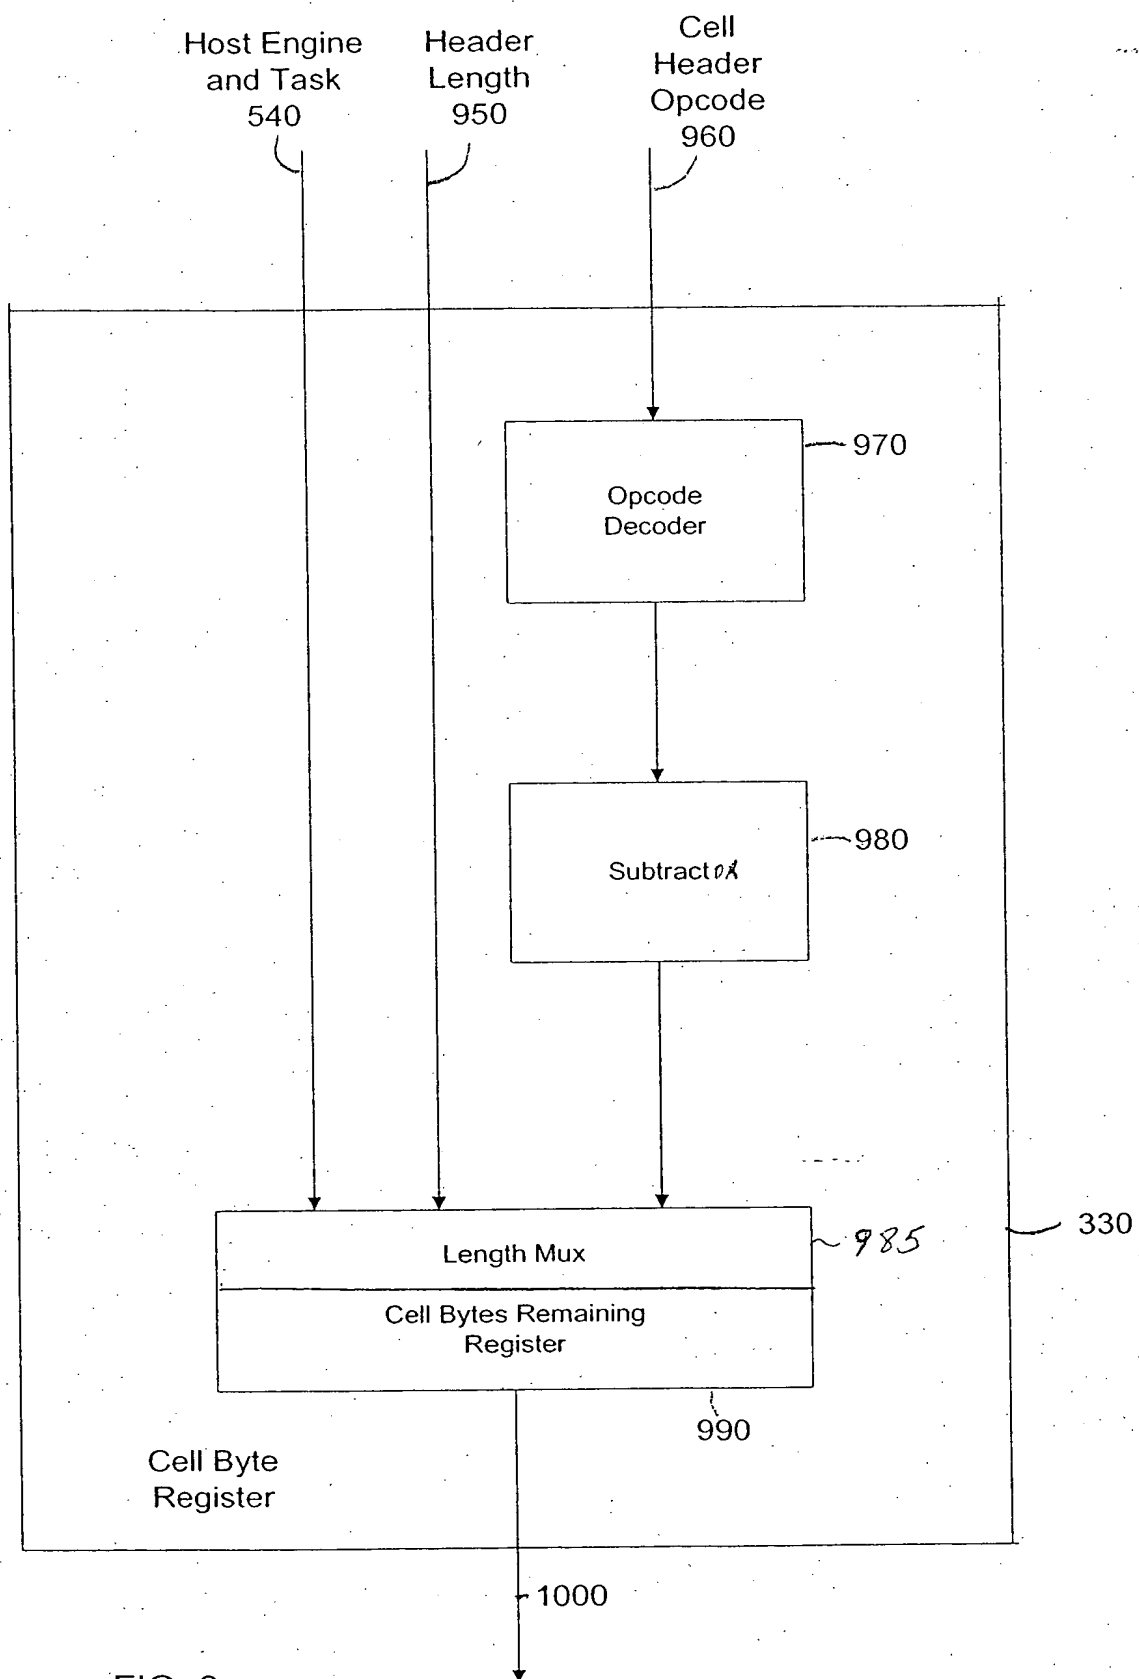 Host Engine
and Task
540
Header
Length
950
Cell
Header
Opcode
960
970
Opcode
Decoder
980
Subtractor
Length Mux
985
330
Cell Bytes Remaining
Register
990
Cell Byte
Register
1000